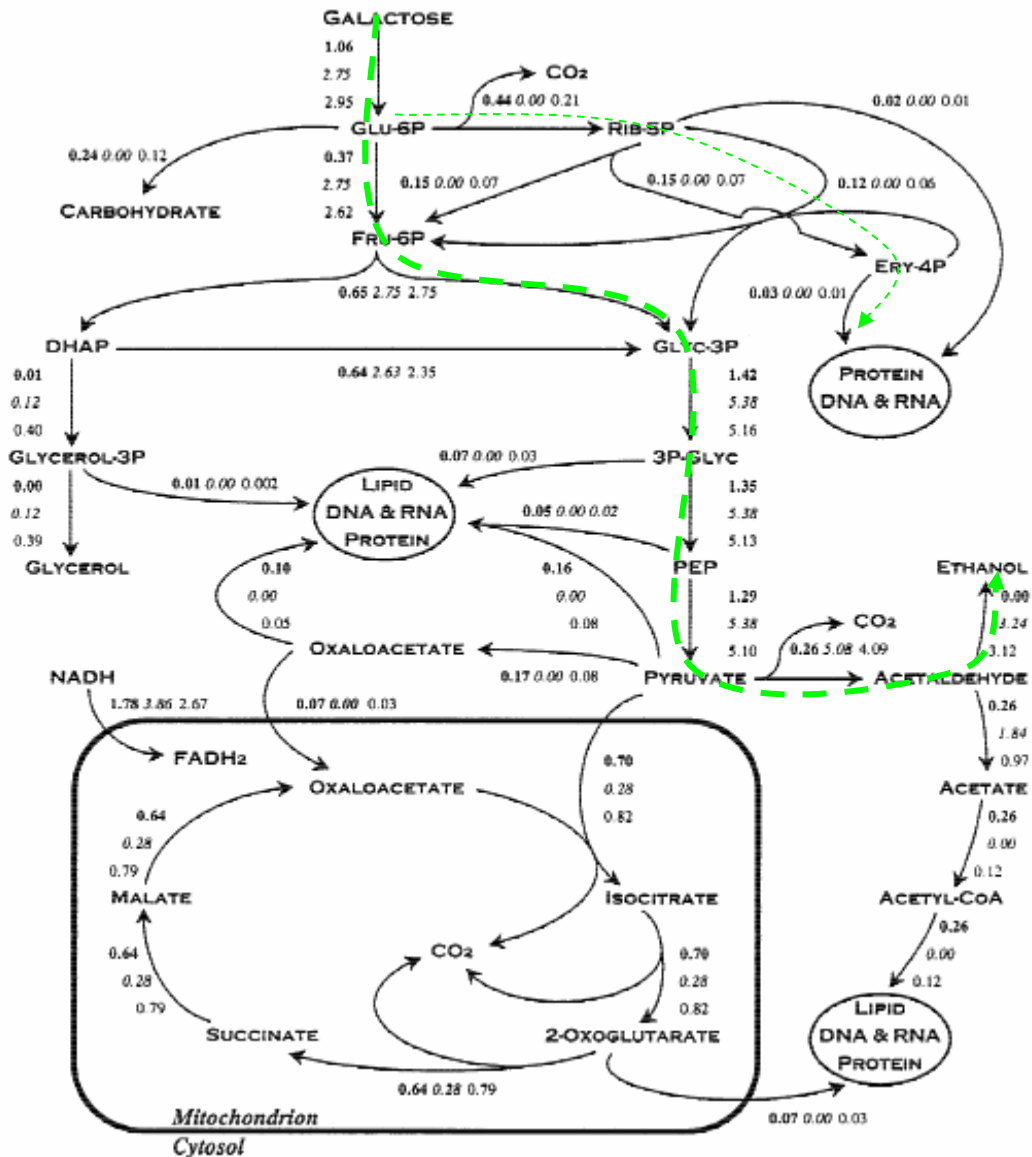 GALACTOSE
1.06
2.75
2.95
CO2
0.44 0.00 0.21
0.02 0.00 0.01
GLU-6P
RIB-5P
0.24 0.00 0.12
0.37
2.75
2.62
0.15 0.00 0.07
0.15 0.00 0.07
0.12 0.00 0.06
CARBOHYDRATE
FRU-6P
ERY-4P
0.65 2.75 2.75
0.03 0.00 0.01
DHAP
GLYC-3P
0.64 2.63 2.35
PROTEIN
DNA & RNA
0.01
0.12
0.40
1.42
5.38
5.16
GLYCEROL-3P
3P-GLYC
0.07 0.00 0.03
0.00
0.12
0.39
0.01 0.00 0.002
LIPID
DNA & RNA
PROTEIN
0.05 0.00 0.02
1.35
5.38
5.13
GLYCEROL
PEP
ETHANOL
0.10
0.00
0.05
0.16
0.00
0.08
1.29
5.38
5.10
CO2
0.26 5.08 4.09
0.00
3.24
3.12
OXALOACETATE
0.17 0.00 0.08
PYRUVATE
ACETALDEHYDE
NADH
1.78 3.86 2.67
0.07 0.00 0.03
0.26
1.84
0.97
FADH2
OXALOACETATE
0.70
0.28
0.82
ACETATE
0.64
0.28
0.79
0.26
0.00
0.12
MALATE
ISOCITRATE
ACETYL-COA
CO2
0.64
0.28
0.79
0.70
0.28
0.82
0.26
0.00
0.12
SUCCINATE
2-OXOGLUTARATE
LIPID
DNA & RNA
PROTEIN
0.64 0.28 0.79
0.07 0.00 0.03
Mitochondrion
Cytosol